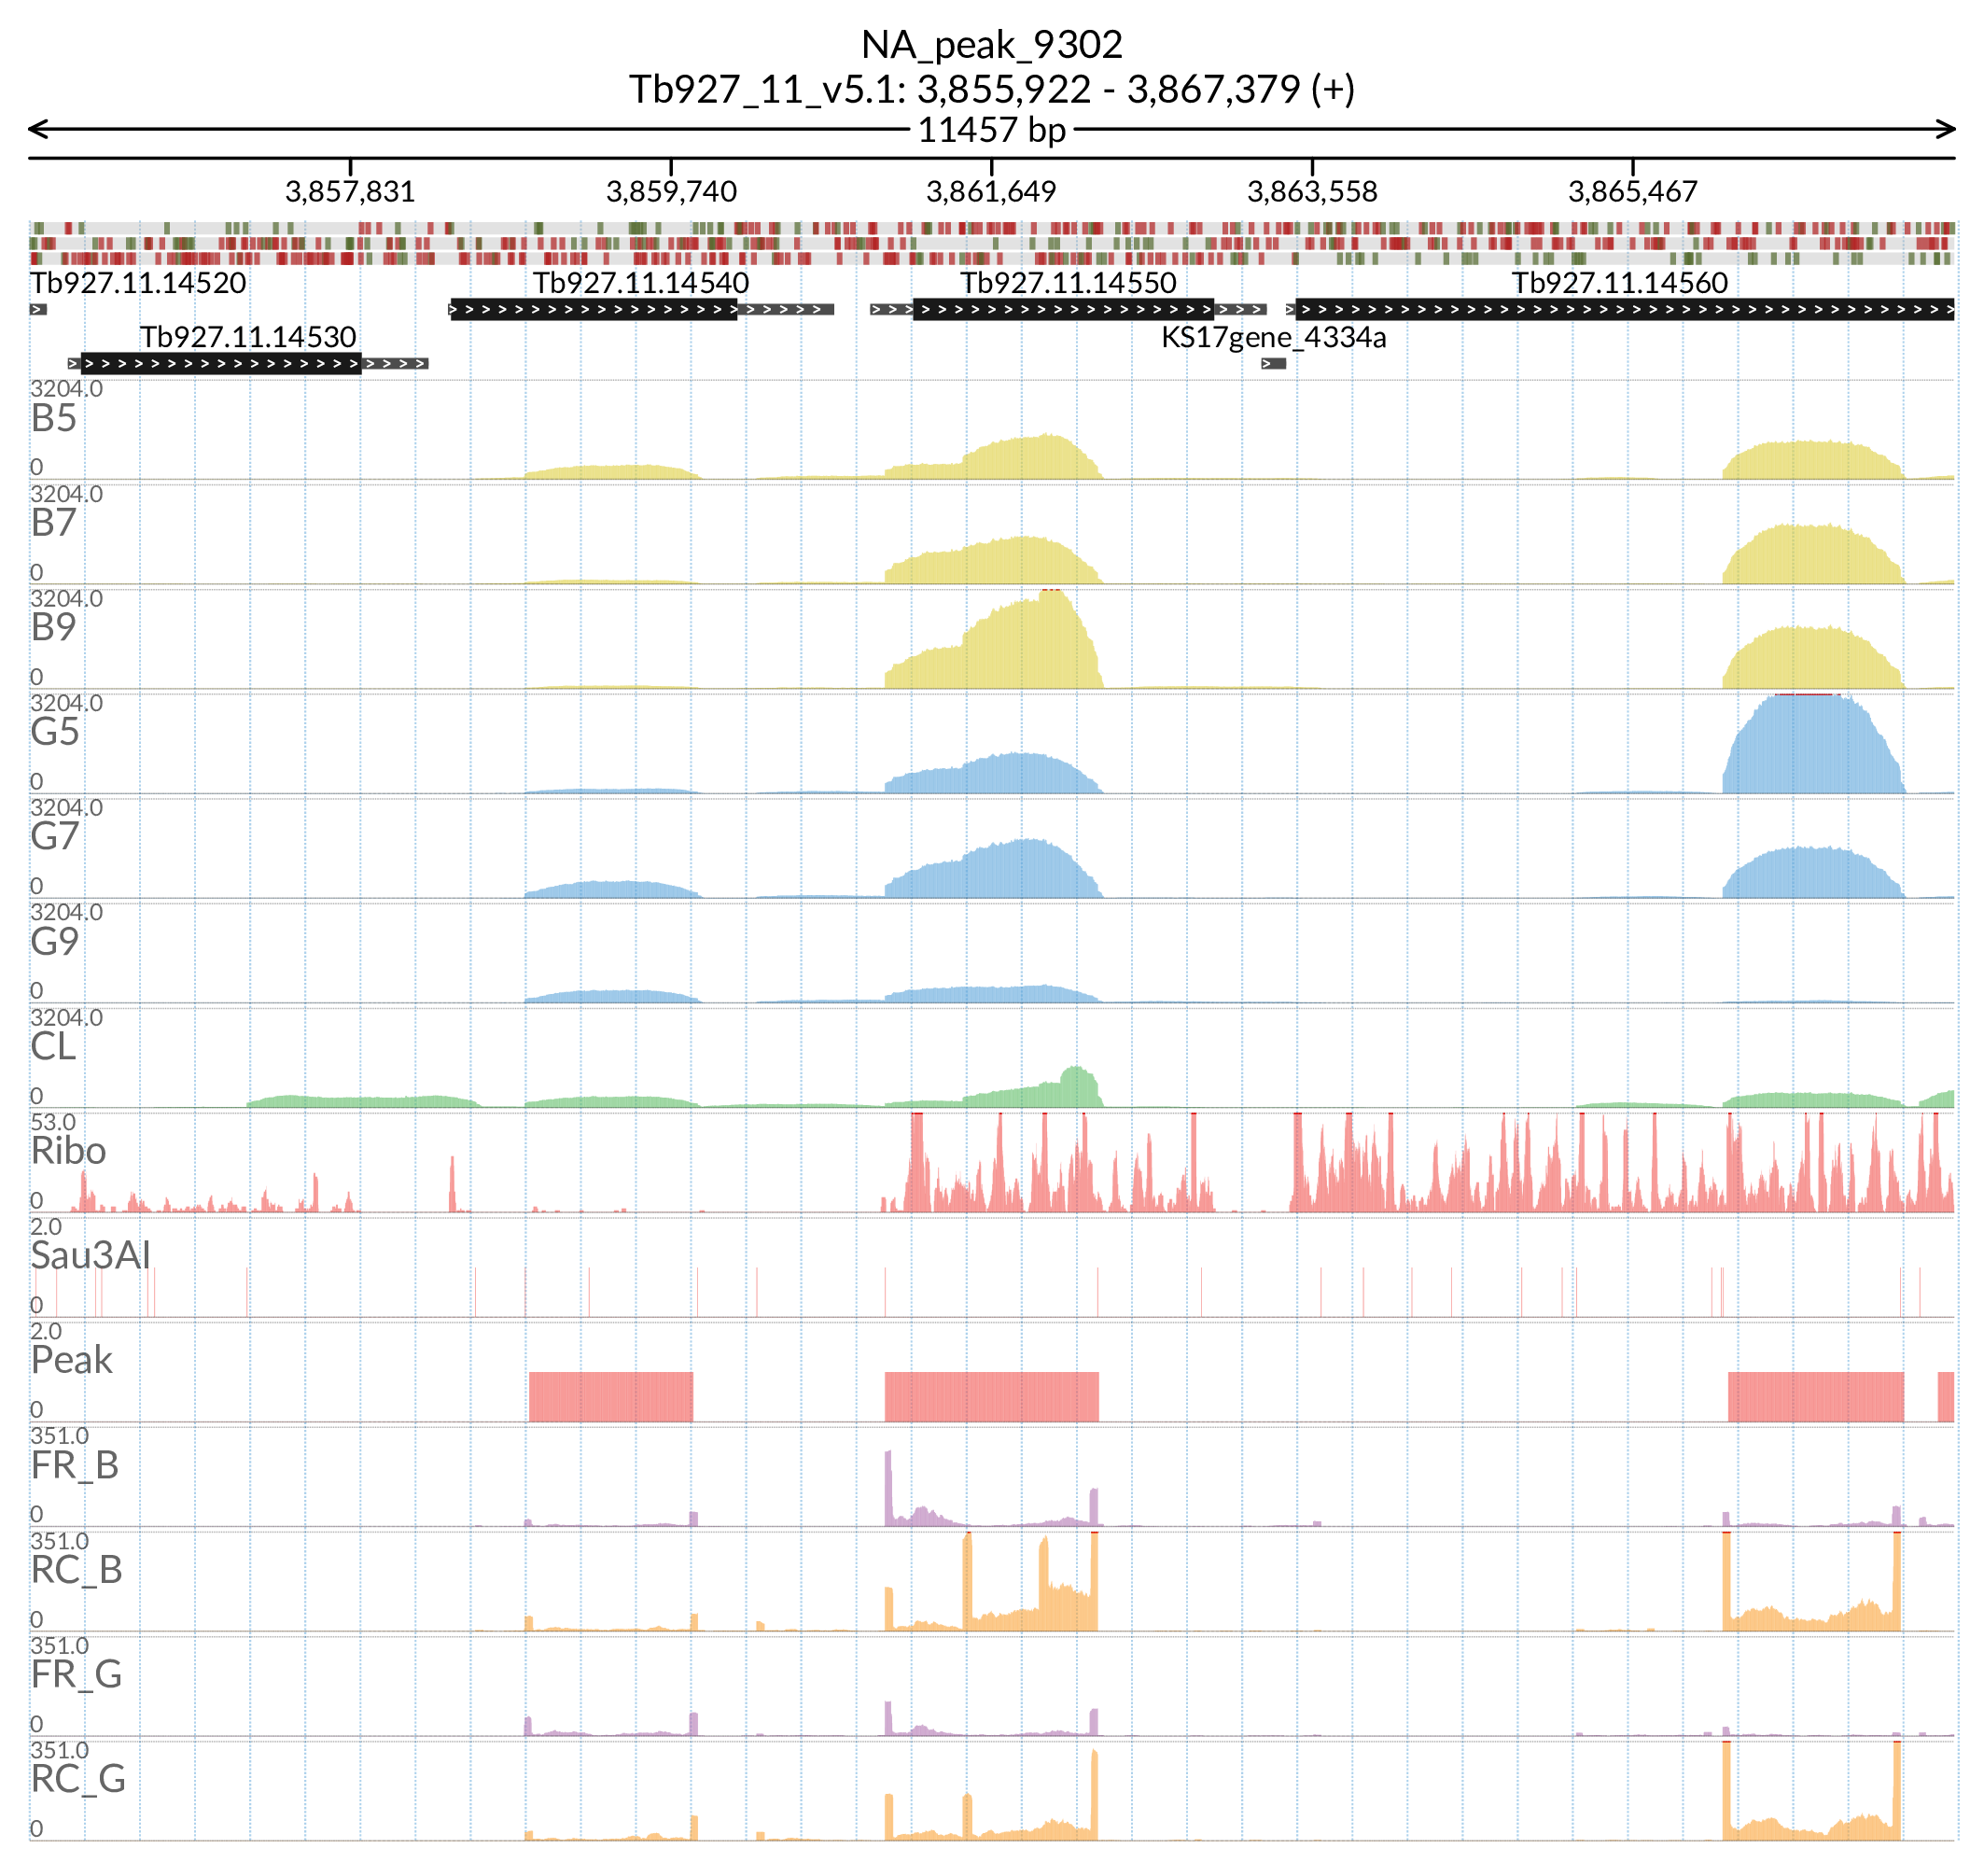 NA_peak_9302
Tb927_11_v5.1: 3,855,922 - 3,867,379 (+)
11457 bp
3,857,831 3,859,740 3,861,649 3,863,558 3,865,467
Tb927.11.14520 Tb927.11.14540 Tb927.11.14550 Tb927.11.14560
Tb927.11.14530 KS17gene_4334a
3204.0
B5
0
3204.0
B7
0
3204.0
B9
0
3204.0
G5
0
3204.0
G7
0
3204.0
G9
0
3204.0
CL
0
53.0
Ribo
0
2.0
Sau3AI
0
2.0
Peak
0
351.0
FR_B
0
351.0
RC_B
0
351.0
FR_G
0
351.0
RC_G
0